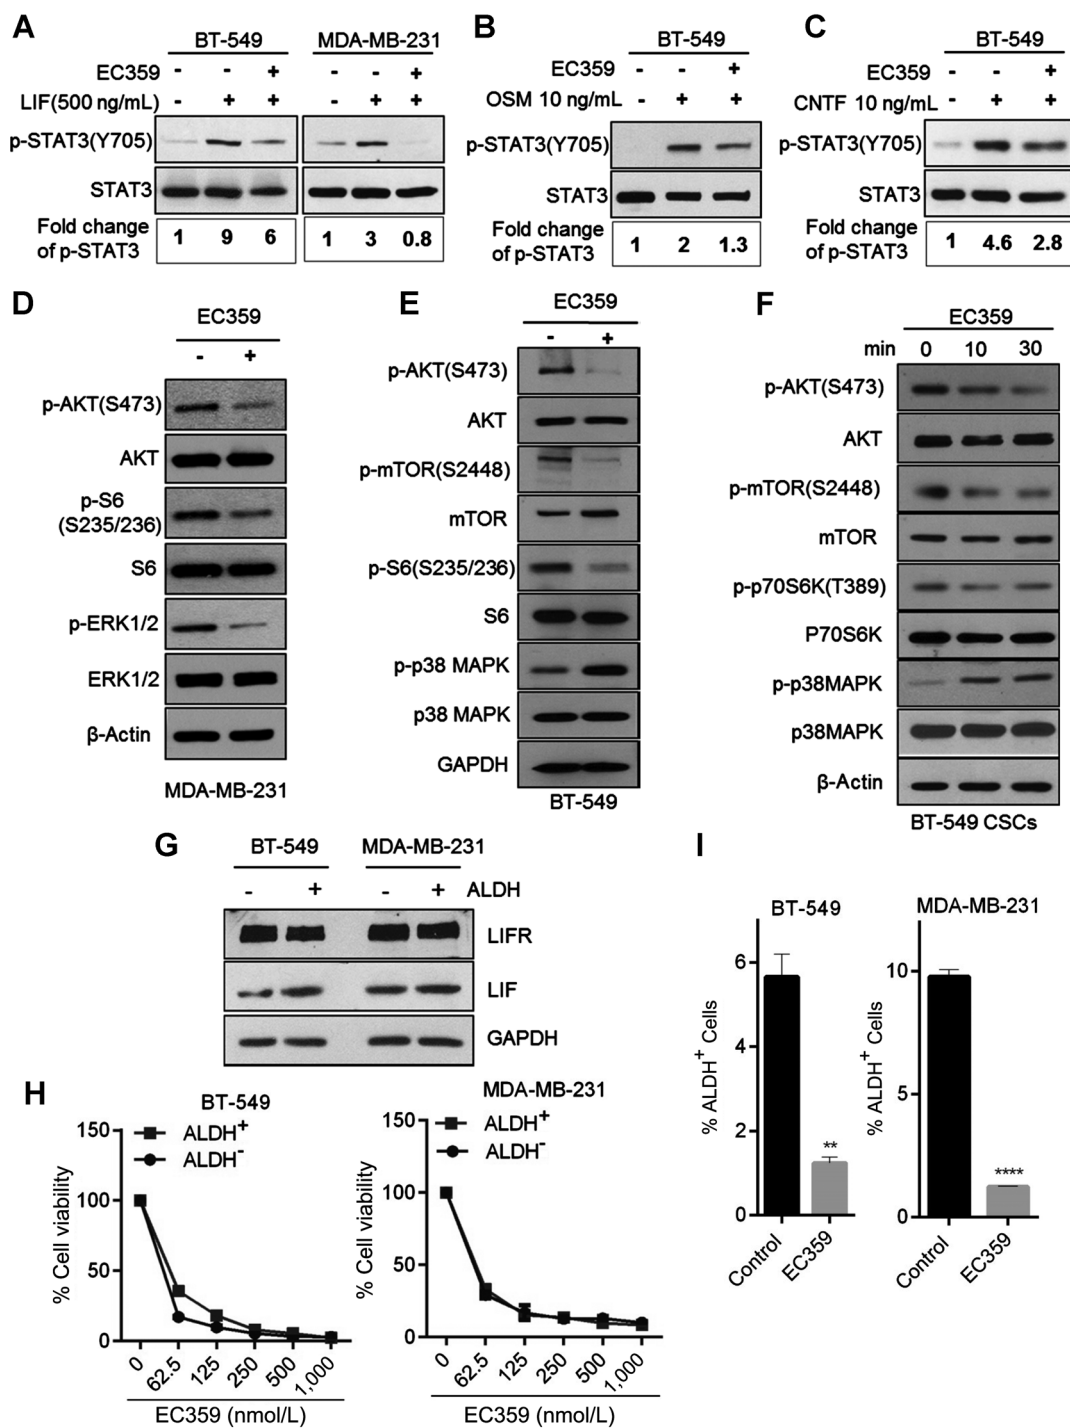 A
BT-549 MDA-MB-231
EC359 - - + - - +
LIF(500 ng/mL) - + + - + +
p-STAT3(Y705)
STAT3
Fold change of p-STAT3
1 9 6 1 3 0.8
B
BT-549
EC359 - - +
OSM 10 ng/mL - + +
p-STAT3(Y705)
STAT3
Fold change of p-STAT3
1 2 1.3
C
BT-549
EC359 - - +
CNTF 10 ng/mL - + +
p-STAT3(Y705)
STAT3
Fold change of p-STAT3
1 4.6 2.8
D
EC359
- +
p-AKT(S473)
AKT
p-S6
(S235/236)
S6
p-ERK1/2
ERK1/2
β-Actin
MDA-MB-231
E
EC359
- +
p-AKT(S473)
AKT
p-mTOR(S2448)
mTOR
p-S6(S235/236)
S6
p-p38 MAPK
p38 MAPK
GAPDH
BT-549
F
EC359
min 0 10 30
p-AKT(S473)
AKT
p-mTOR(S2448)
mTOR
p-p70S6K(T389)
P70S6K
p-p38MAPK
p38MAPK
β-Actin
BT-549 CSCs
G
BT-549 MDA-MB-231
- + - + ALDH
LIFR
LIF
GAPDH
H
BT-549
ALDH+
ALDH-
% Cell viability
150
100
50
0
0 62.5 125 250 500 1,000
EC359 (nmol/L)
MDA-MB-231
ALDH+
ALDH-
% Cell viability
150
100
50
0
0 62.5 125 250 500 1,000
EC359 (nmol/L)
I
BT-549
% ALDH+ Cells
6
4
2
0
**
Control EC359
MDA-MB-231
% ALDH+ Cells
10
5
0
****
Control EC359